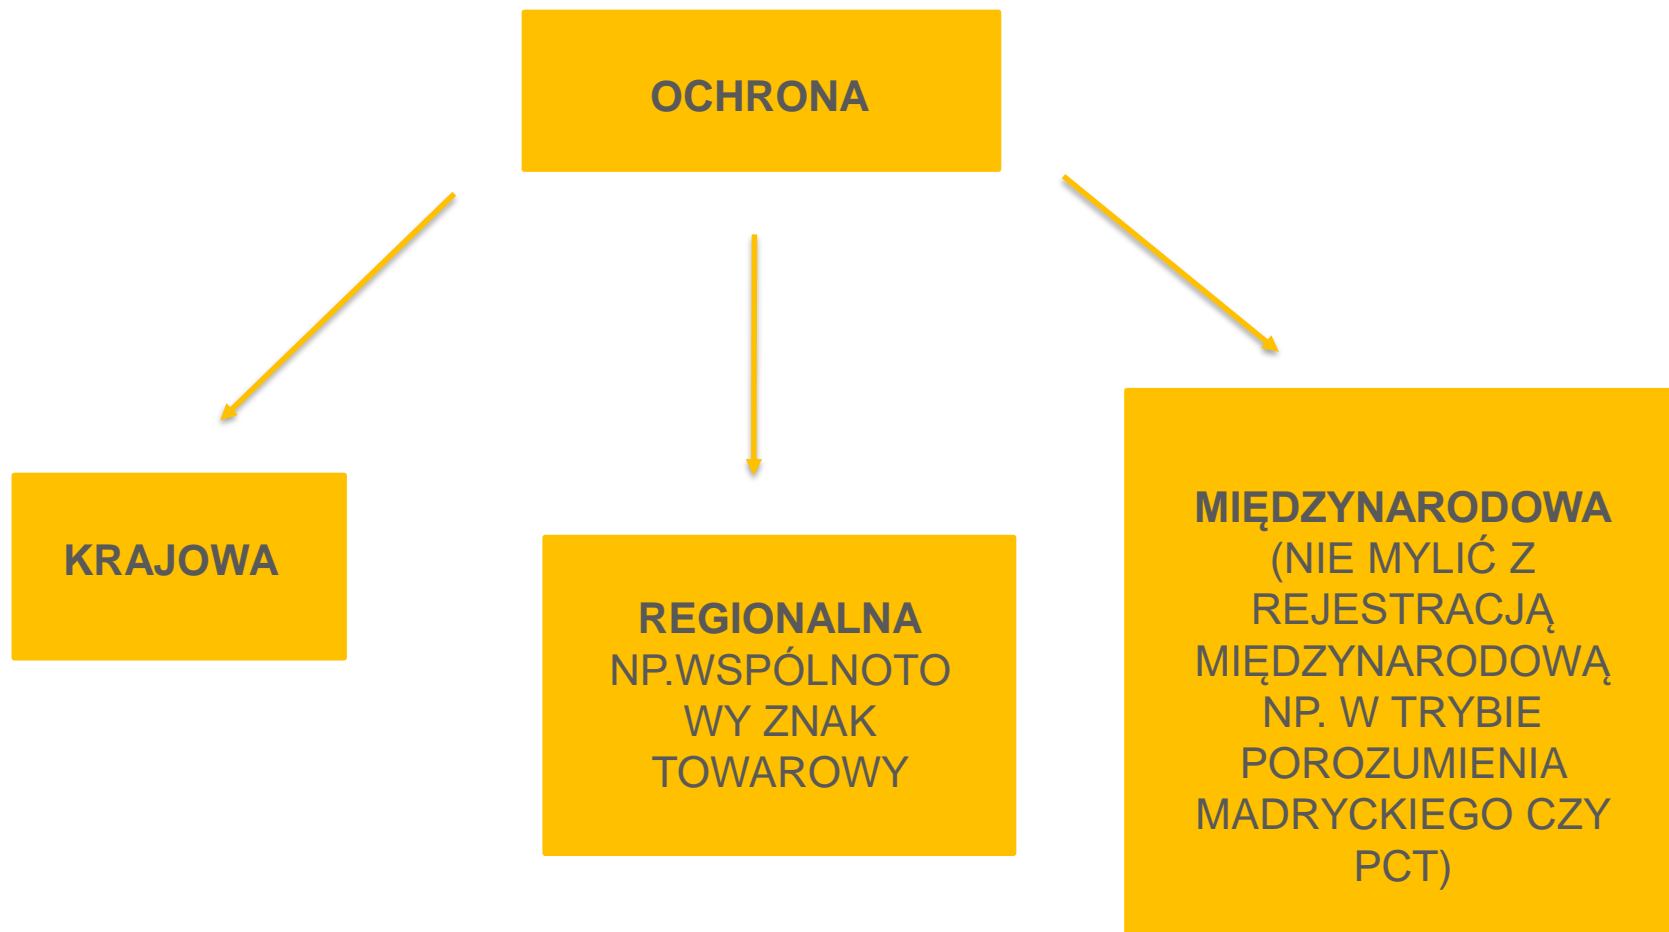 OCHRONA
KRAJOWA
REGIONALNA
NP.WSPÓLNOTO
WY ZNAK
TOWAROWY
MIĘDZYNARODOWA
(NIE MYLIĆ Z
REJESTRACJĄ
MIĘDZYNARODOWĄ
NP. W TRYBIE
POROZUMIENIA
MADRYCKIEGO CZY
PCT)